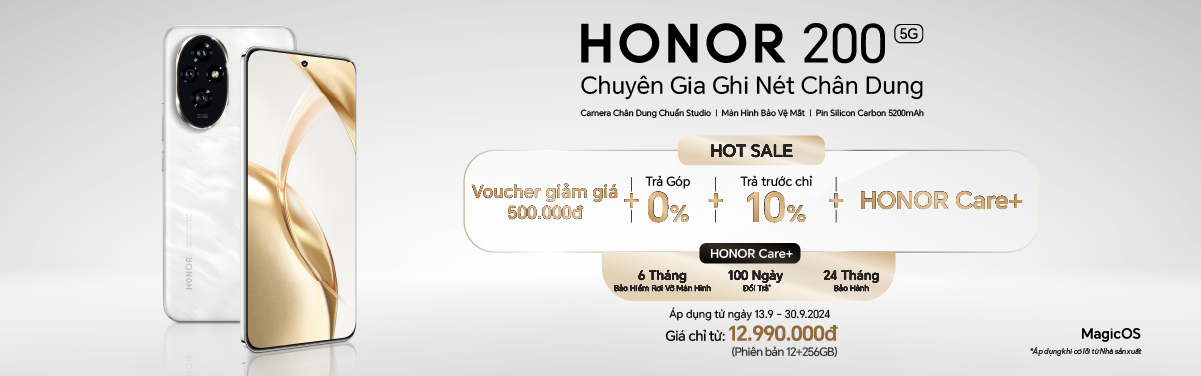 HONOR 200 5G
Chuyên Gia Ghi Nét Chân Dung
Camera Chân Dung Chuẩn Studio | Màn Hình Bảo Vệ Mắt | Pin Silicon Carbon 5200mAh
HOT SALE
Voucher giảm giá
500.000đ
+
Trả Góp
0%
+
Trả trước chỉ
10%
+
HONOR Care+
HONOR Care+
6 Tháng
Bảo Hiểm Rơi Vỡ Màn Hình
100 Ngày
Đổi Trả*
24 Tháng
Bảo Hành
Áp dụng từ ngày 13.9 - 30.9.2024
Giá chỉ từ: 12.990.000đ
(Phiên bản 12+256GB)
MagicOS
*Áp dụng khi có lỗi từ Nhà sản xuất
HONOR